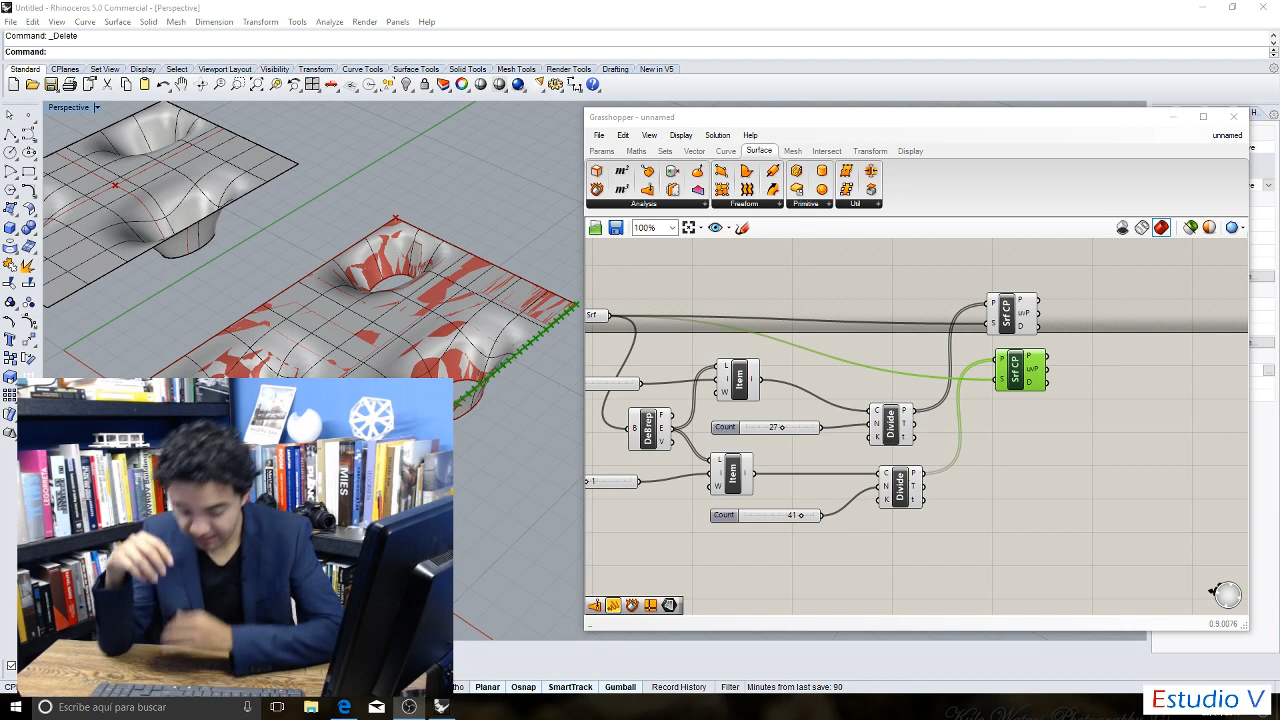 Untitled - Rhinoceros 5.0 Commercial - [Perspective]
File Edit View Curve Surface Solid Mesh Dimension Transform Tools Analyze Render Panels Help
Command: _Delete
Command:
Standard CPlanes Set View Display Select Viewport Layout Visibility Transform Curve Tools Surface Tools Solid Tools Mesh Tools Render Tools Drafting New in V5
Perspective
Grasshopper - unnamed
File Edit View Display Solution Help unnamed
Params Maths Sets Vector Curve Surface Mesh Intersect Transform Display
m²
m³
Analysis Freeform Primitive Util
100%
Srf
P S Srf CP P uvP D
P S Srf CP P uvP D
L I W Item I
B DeBrep F E V
Count 27
C N K Divide P T t
L I W Item I
1
Count 41
C N K Divide P T t
0.9.0076
MIES
Planar Osnap SmartTrack Gumball Record History Filter Minutes from last save: 90
Estudio V
Escribe aquí para buscar